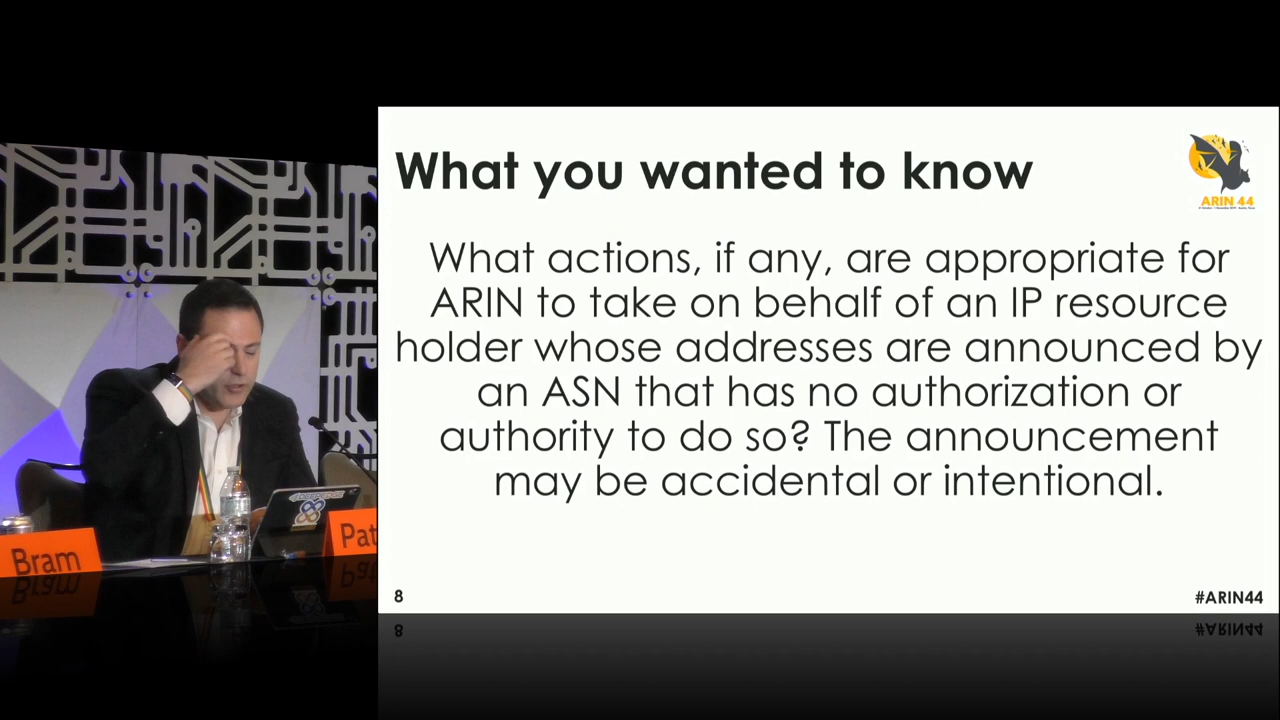 What you wanted to know
ARIN 44
What actions, if any, are appropriate for
ARIN to take on behalf of an IP resource
holder whose addresses are announced by
an ASN that has no authorization or
authority to do so? The announcement
may be accidental or intentional.
Bram
Pat
8
#ARIN44